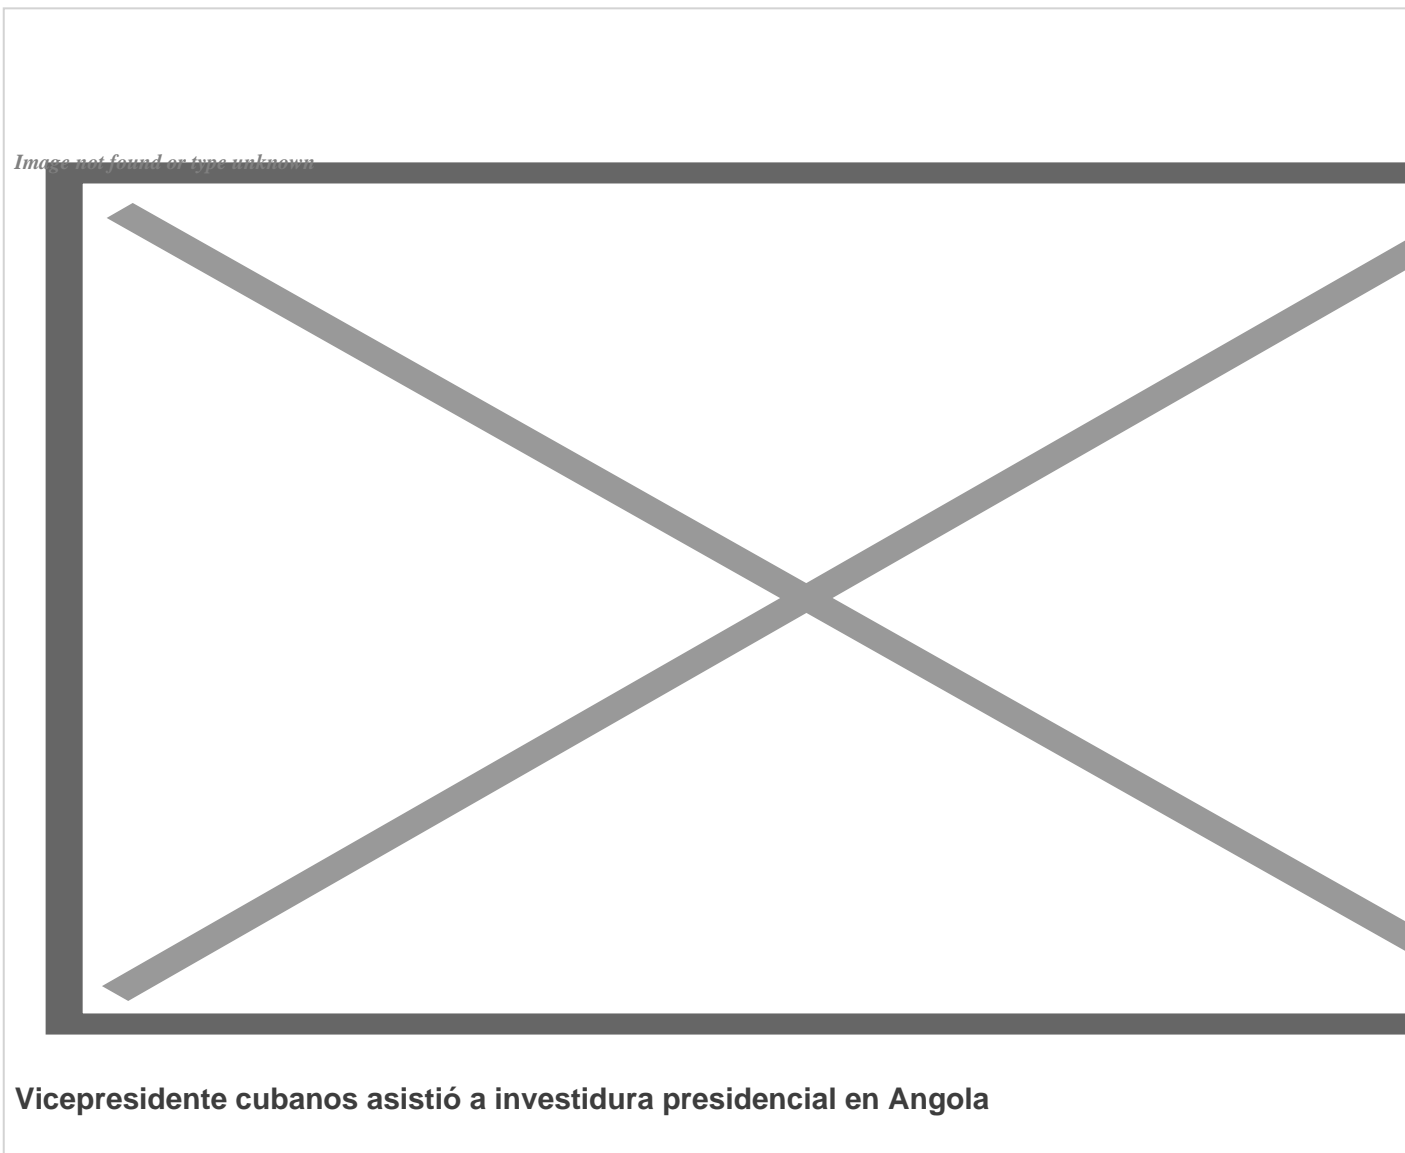 Image not found or type unknown
Vicepresidente cubanos asistió a investidura presidencial en Angola